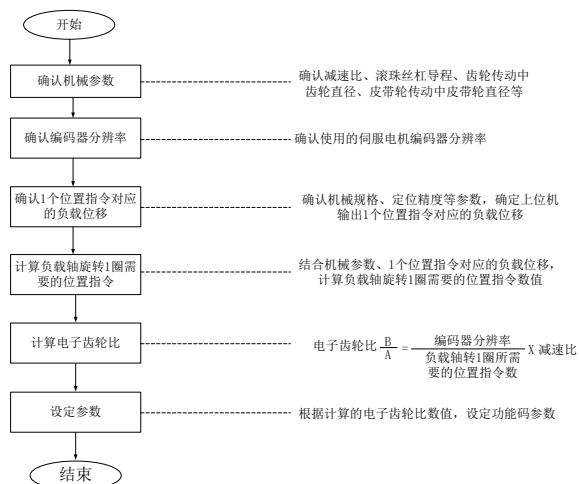 开始
确认机械参数
确认减速比、滚珠丝杠导程、齿轮传动中
齿轮直径、皮带轮传动中皮带轮直径等
确认编码器分辨率
确认使用的伺服电机编码器分辨率
确认1个位置指令对应
的负载位移
确认机械规格、定位精度等参数，确定上位机
输出1个位置指令对应的负载位移
计算负载轴旋转1圈需
要的位置指令
结合机械参数、1个位置指令对应的负载位移，
计算负载轴旋转1圈需要的位置指令数值
计算电子齿轮比
电子齿轮比 B/A = 编码器分辨率 / 负载轴转1圈所需
要的位置指令数 X 减速比
设定参数
根据计算的电子齿轮比数值，设定功能码参数
结束